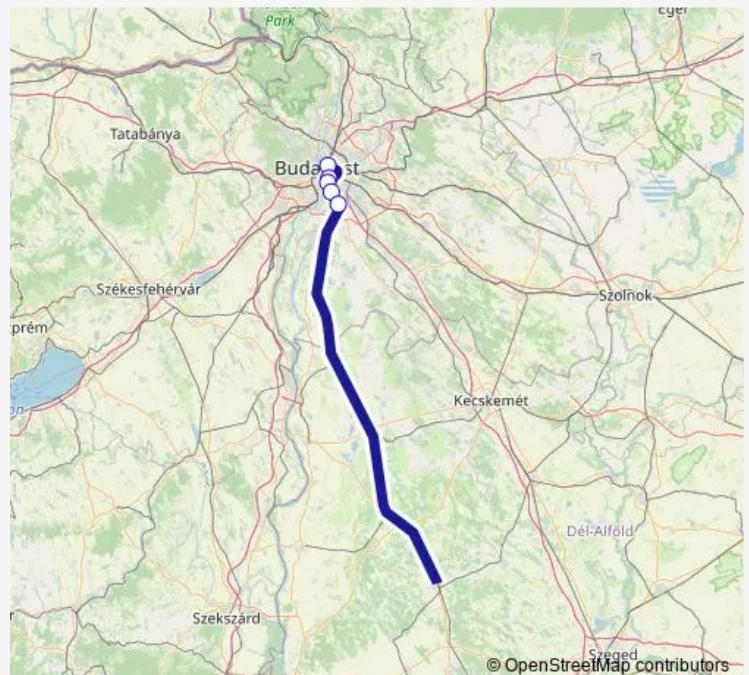 Park
Eger
Tatabánya
Budapest
Székesfehérvár
Szolnok
prém
Kecskemét
Dél-Alföld
Szekszárd
Szeged
© OpenStreetMap contributors